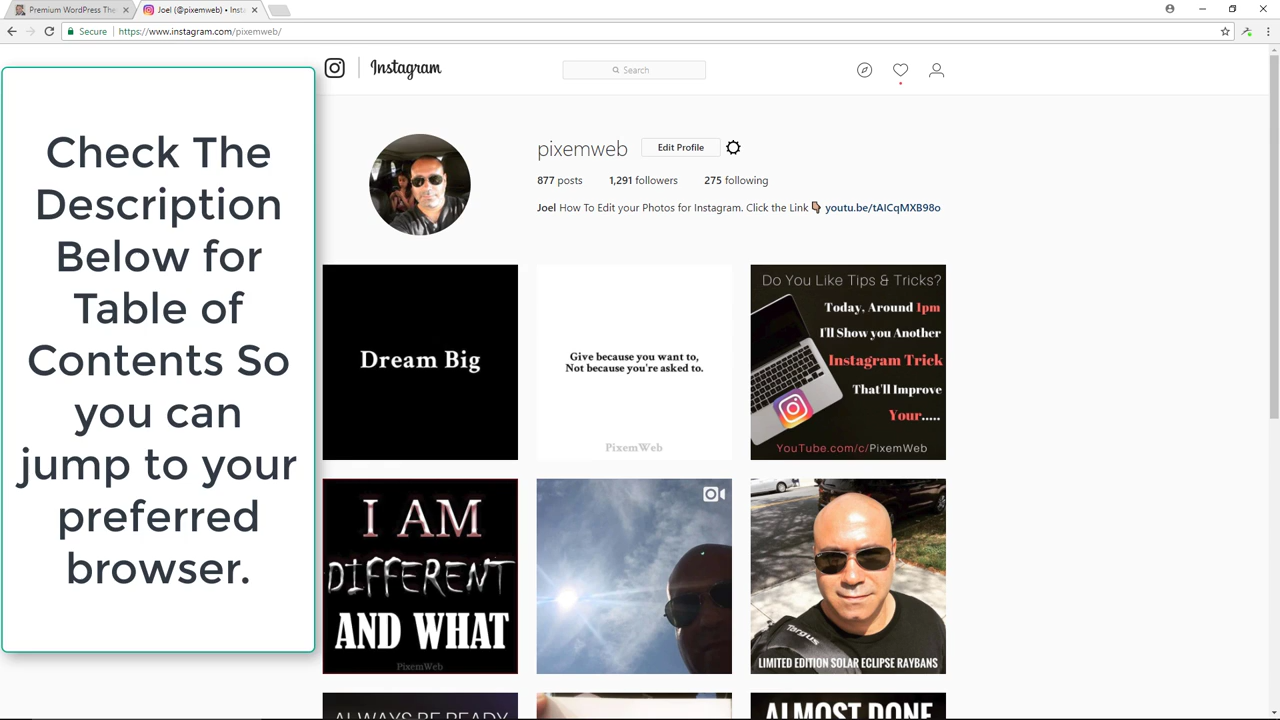 Premium WordPress The
Joel (@pixemweb) • Inst
Secure
https://www.instagram.com/pixemweb/
Check The
Description
Below for
Table of
Contents So
you can
jump to your
preferred
browser.
Instagram
Search
pixemweb
Edit Profile
877 posts
1,291 followers
275 following
Joel How To Edit your Photos for Instagram. Click the Link youtu.be/tAICqMXB98o
Dream Big
Give because you want to,
Not because you're asked to.
PixemWeb
Do You Like Tips & Tricks?
Today, Around 1pm
I'll Show you Another
Instagram Trick
That'll Improve
Your.....
YouTube.com/c/PixemWeb
I AM
DIFFERENT
AND WHAT
PixemWeb
Targus
LIMITED EDITION SOLAR ECLIPSE RAYBANS
ALWAYS BE READY
ALMOST DONE